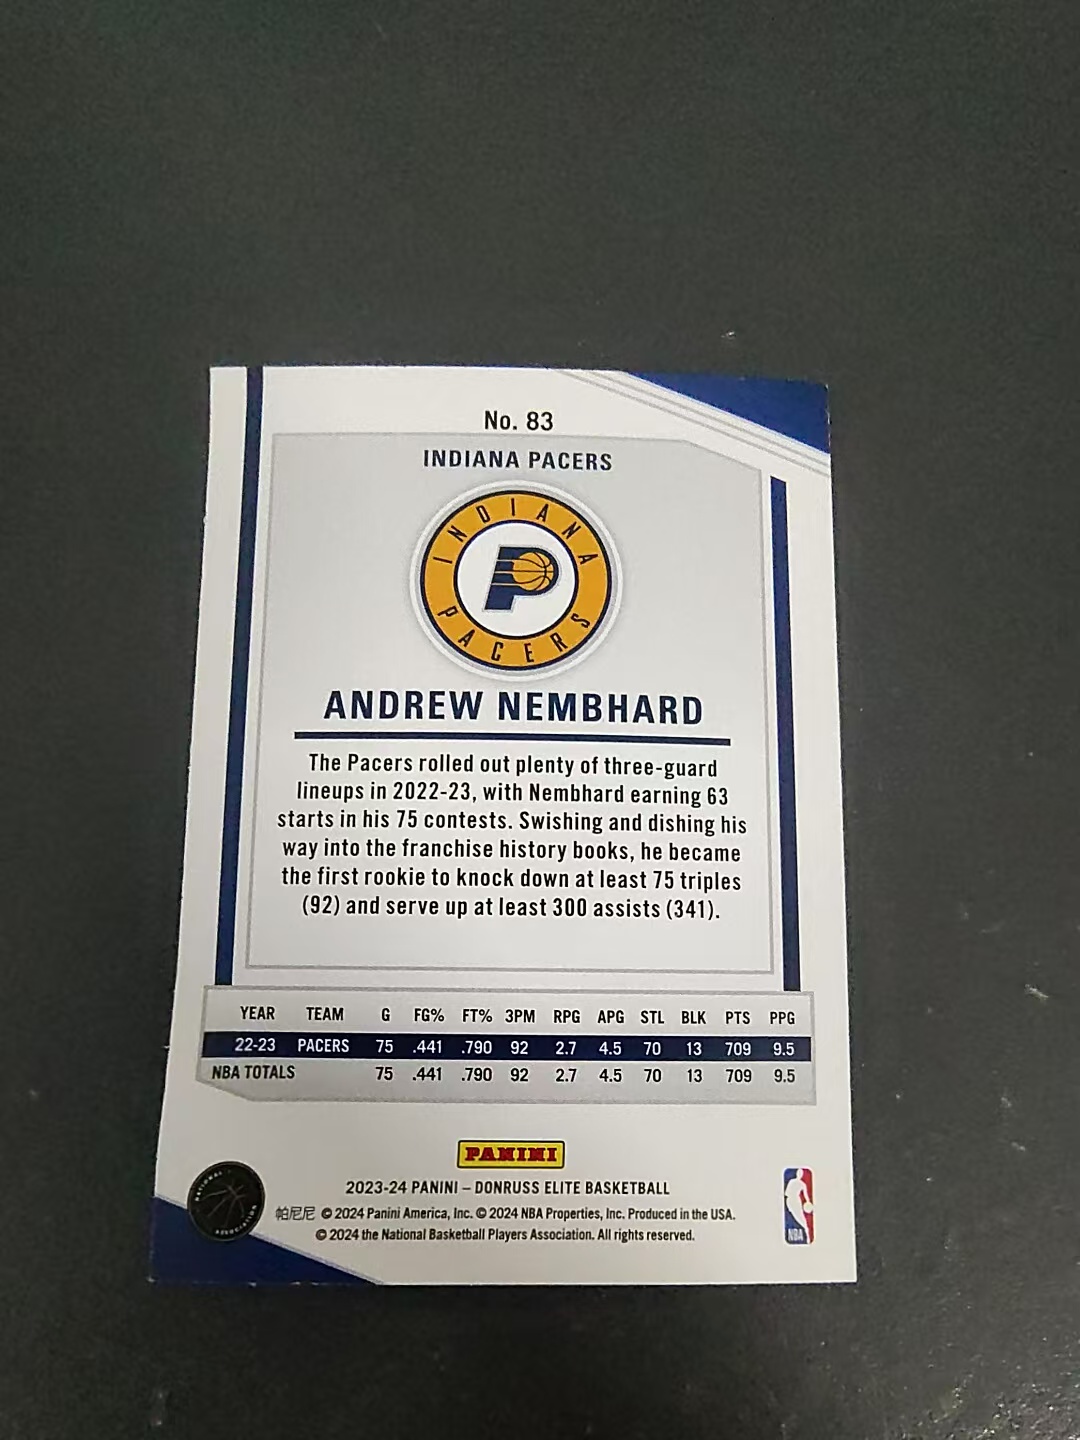 No. 83
INDIANA PACERS
INDIANA
PACERS
ANDREW NEMBHARD
The Pacers rolled out plenty of three-guard
lineups in 2022-23, with Nembhard earning 63
starts in his 75 contests. Swishing and dishing his
way into the franchise history books, he became
the first rookie to knock down at least 75 triples
(92) and serve up at least 300 assists (341).
YEAR TEAM G FG% FT% 3PM RPG APG STL BLK PTS PPG
22-23 PACERS 75 .441 .790 92 2.7 4.5 70 13 709 9.5
NBA TOTALS 75 .441 .790 92 2.7 4.5 70 13 709 9.5
PANINI
2023-24 PANINI – DONRUSS ELITE BASKETBALL
帕尼尼 © 2024 Panini America, Inc. © 2024 NBA Properties, Inc. Produced in the USA.
© 2024 the National Basketball Players Association. All rights reserved.
NATIONAL
ASSOCIATION
NBA